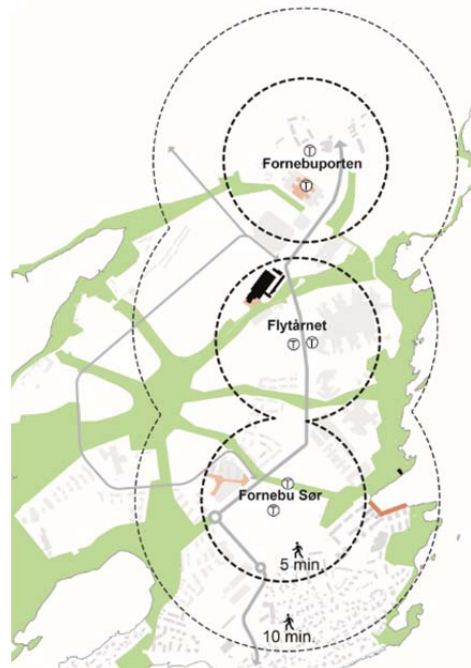 Ⓣ
Fornebuporten
Ⓣ
Flytårnet
Ⓣ Ⓣ
Ⓣ
Fornebu Sør
Ⓣ
5 min
10 min.